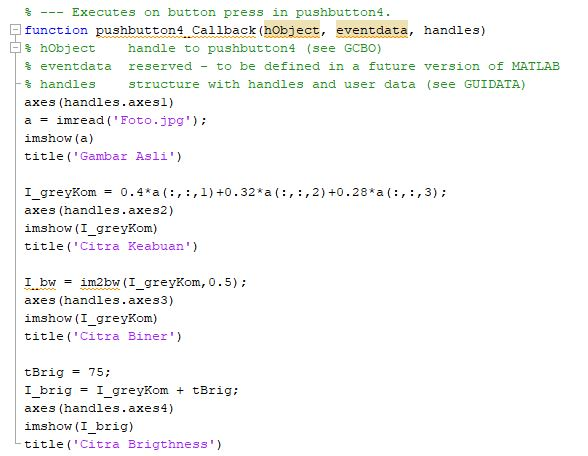 % --- Executes on button press in pushbutton4.
function pushbutton4_Callback(hObject, eventdata, handles)
% hObject    handle to pushbutton4 (see GCBO)
% eventdata  reserved - to be defined in a future version of MATLAB
% handles    structure with handles and user data (see GUIDATA)
axes(handles.axes1)
a = imread('Foto.jpg');
imshow(a)
title('Gambar Asli')
I_greyKom = 0.4*a(:,:,1)+0.32*a(:,:,2)+0.28*a(:,:,3);
axes(handles.axes2)
imshow(I_greyKom)
title('Citra Keabuan')
I_bw = im2bw(I_greyKom,0.5);
axes(handles.axes3)
imshow(I_greyKom)
title('Citra Biner')
tBrig = 75;
I_brig = I_greyKom + tBrig;
axes(handles.axes4)
imshow(I_brig)
title('Citra Brigthness')